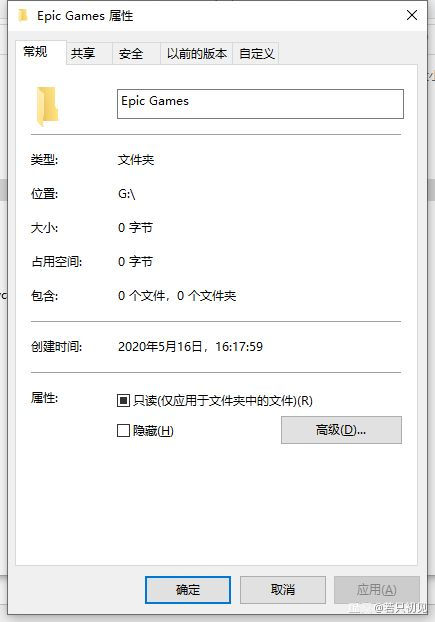 Epic Games 属性
常规 共享 安全 以前的版本 自定义
Epic Games
类型: 文件夹
位置: G:\
大小: 0 字节
占用空间: 0 字节
包含: 0 个文件，0 个文件夹
创建时间: 2020年5月16日，16:17:59
属性: 只读(仅应用于文件夹中的文件)(R)
隐藏(H)
高级(D)...
确定 取消 应用(A)
@若只初见